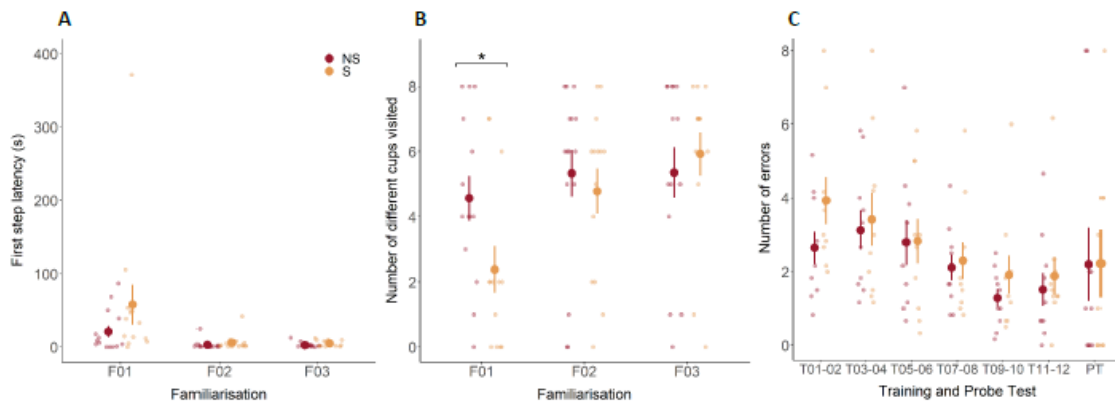 A
B
C
First step latency (s)
400
300
200
100
0
NS
S
F01
F02
F03
Familiarisation
Number of different cups visited
8
6
4
2
0
*
F01
F02
F03
Familiarisation
Number of errors
8
6
4
2
0
T01-02 T03-04 T05-06 T07-08 T09-10 T11-12 PT
Training and Probe Test